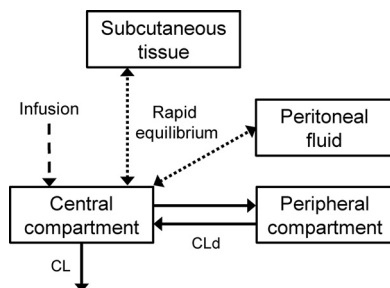 Subcutaneous
tissue
Infusion
Rapid
equilibrium
Peritoneal
fluid
Central
compartment
Peripheral
compartment
CLd
CL